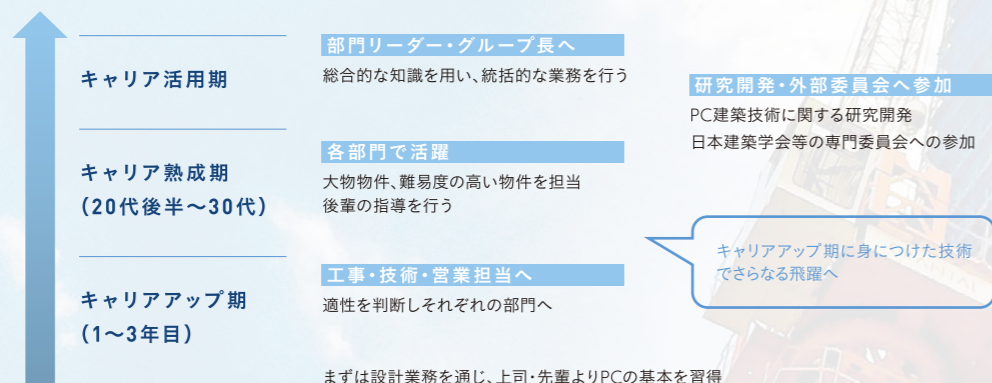 部門リーダー・グループ長へ
キャリア活用期
総合的な知識を用い、統括的な業務を行う
研究開発・外部委員会へ参加
PC建築技術に関する研究開発
日本建築学会等の専門委員会への参加
各部門で活躍
キャリア熟成期
(20代後半〜30代)
大物物件、難易度の高い物件を担当
後輩の指導を行う
キャリアアップ期に身につけた技術
でさらなる飛躍へ
工事・技術・営業担当へ
キャリアアップ期
(1〜3年目)
適性を判断しそれぞれの部門へ
まずは設計業務を通じ、上司・先輩よりPCの基本を習得